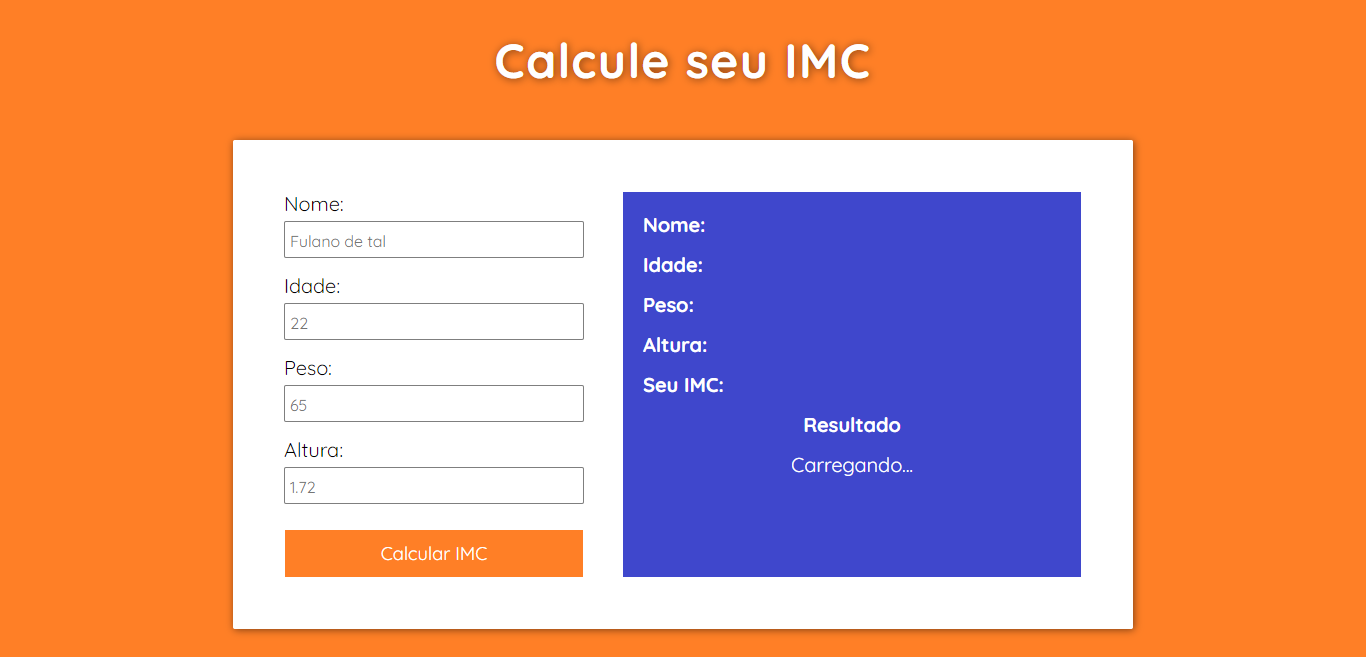 Calcule seu IMC
Nome:
Fulano de tal
Idade:
22
Peso:
65
Altura:
1.72
Calcular IMC
Nome:
Idade:
Peso:
Altura:
Seu IMC:
Resultado
Carregando...